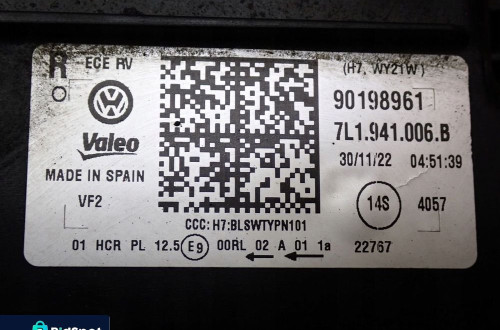 R ECE RV (H7, WY21W)
90198961
Valeo 7L1.941.006.B
30/11/22 04:51:39
MADE IN SPAIN
VF2 14S 4057
CCC:H7:BLSWTYPN101
01 HCR PL 12.5 E9 00RL 02 A 01 1a 22767
BidSpot